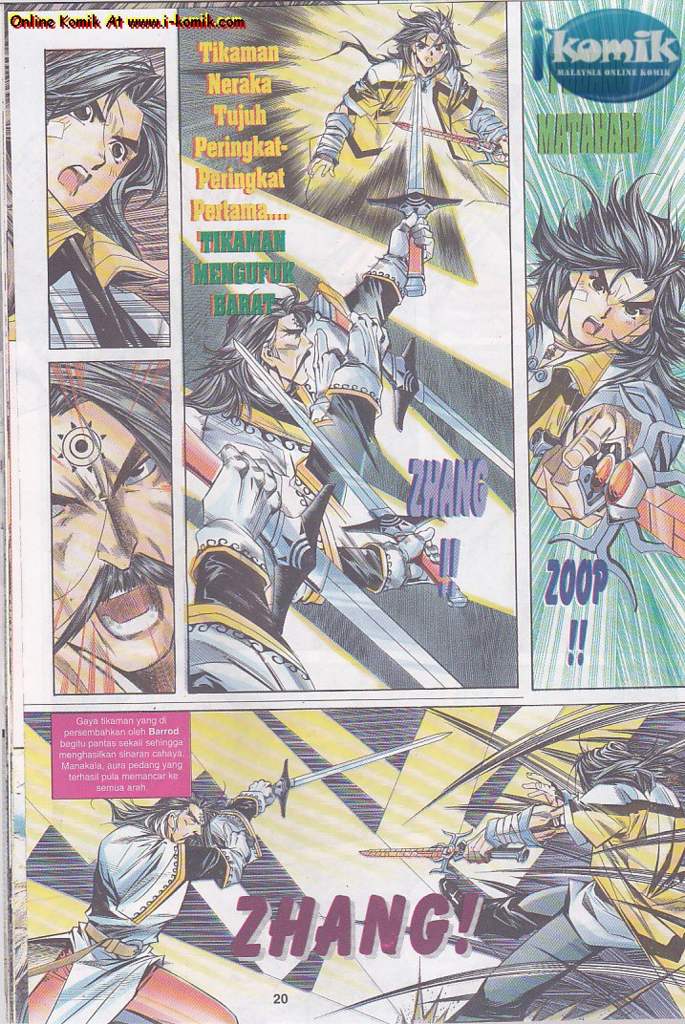 Online Komik At www.i-komik.com
ikomik
MALAYSIA ONLINE KOMIK
Tikaman
Neraka
Tujuh
Peringkat-
Peringkat
Pertama....
TIKAMAN
MENGUFUK
BARAT
MATAHARI
ZHANG
!!
ZOOP
!!
Gaya tikaman yang di
persembahkan oleh Barrod
begitu pantas sekali sehingga
menghasilkan sinaran cahaya.
Manakala, aura pedang yang
terhasil pula memancar ke
semua arah.
ZHANG!
20